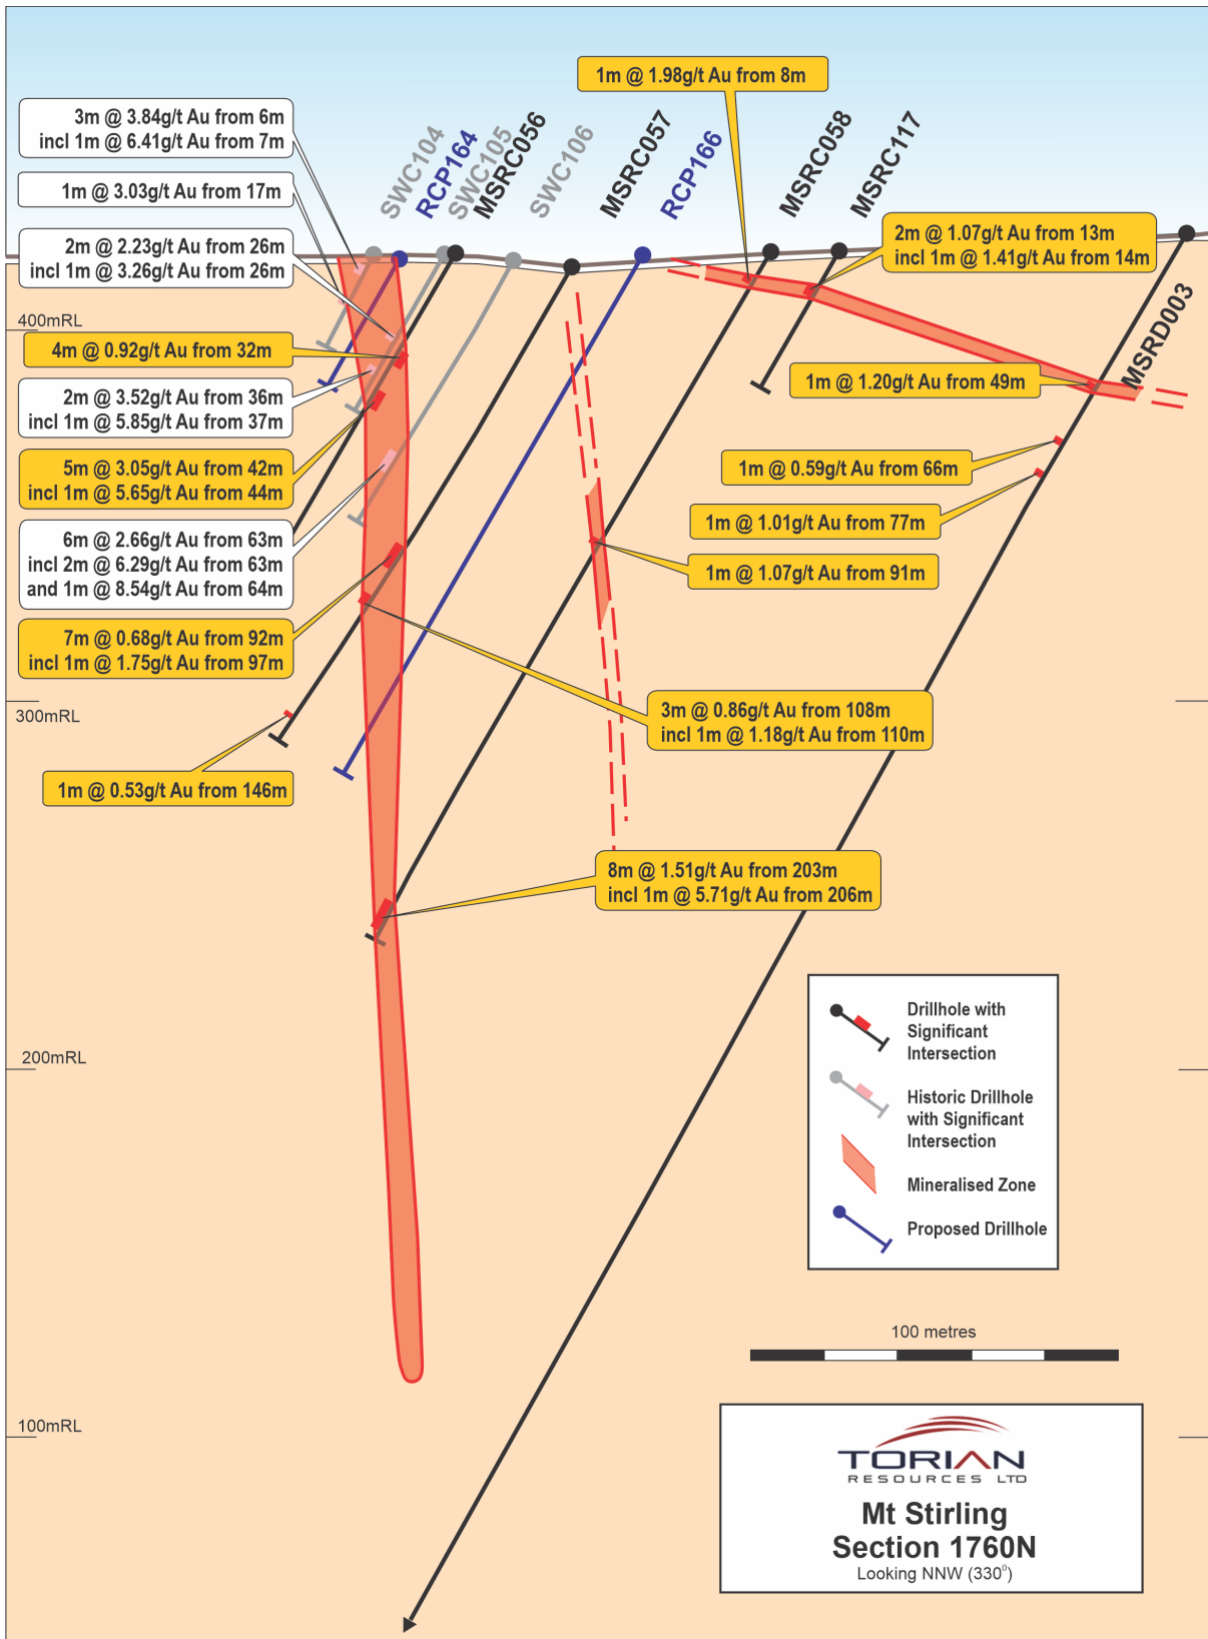 1m @ 1.98g/t Au from 8m
3m @ 3.84g/t Au from 6m
incl 1m @ 6.41g/t Au from 7m
1m @ 3.03g/t Au from 17m
2m @ 2.23g/t Au from 26m
incl 1m @ 3.26g/t Au from 26m
SWC104
RCP164
SWC105
MSRC056
SWC106
MSRC057
RCP166
MSRC058
MSRC117
2m @ 1.07g/t Au from 13m
incl 1m @ 1.41g/t Au from 14m
MSRD003
400mRL
4m @ 0.92g/t Au from 32m
2m @ 3.52g/t Au from 36m
incl 1m @ 5.85g/t Au from 37m
1m @ 1.20g/t Au from 49m
5m @ 3.05g/t Au from 42m
incl 1m @ 5.65g/t Au from 44m
1m @ 0.59g/t Au from 66m
1m @ 1.01g/t Au from 77m
6m @ 2.66g/t Au from 63m
incl 2m @ 6.29g/t Au from 63m
and 1m @ 8.54g/t Au from 64m
1m @ 1.07g/t Au from 91m
7m @ 0.68g/t Au from 92m
incl 1m @ 1.75g/t Au from 97m
300mRL
3m @ 0.86g/t Au from 108m
incl 1m @ 1.18g/t Au from 110m
1m @ 0.53g/t Au from 146m
8m @ 1.51g/t Au from 203m
incl 1m @ 5.71g/t Au from 206m
200mRL
Drillhole with
Significant
Intersection
Historic Drillhole
with Significant
Intersection
Mineralised Zone
Proposed Drillhole
100 metres
100mRL
TORIAN
RESOURCES LTD
Mt Stirling
Section 1760N
Looking NNW (330°)